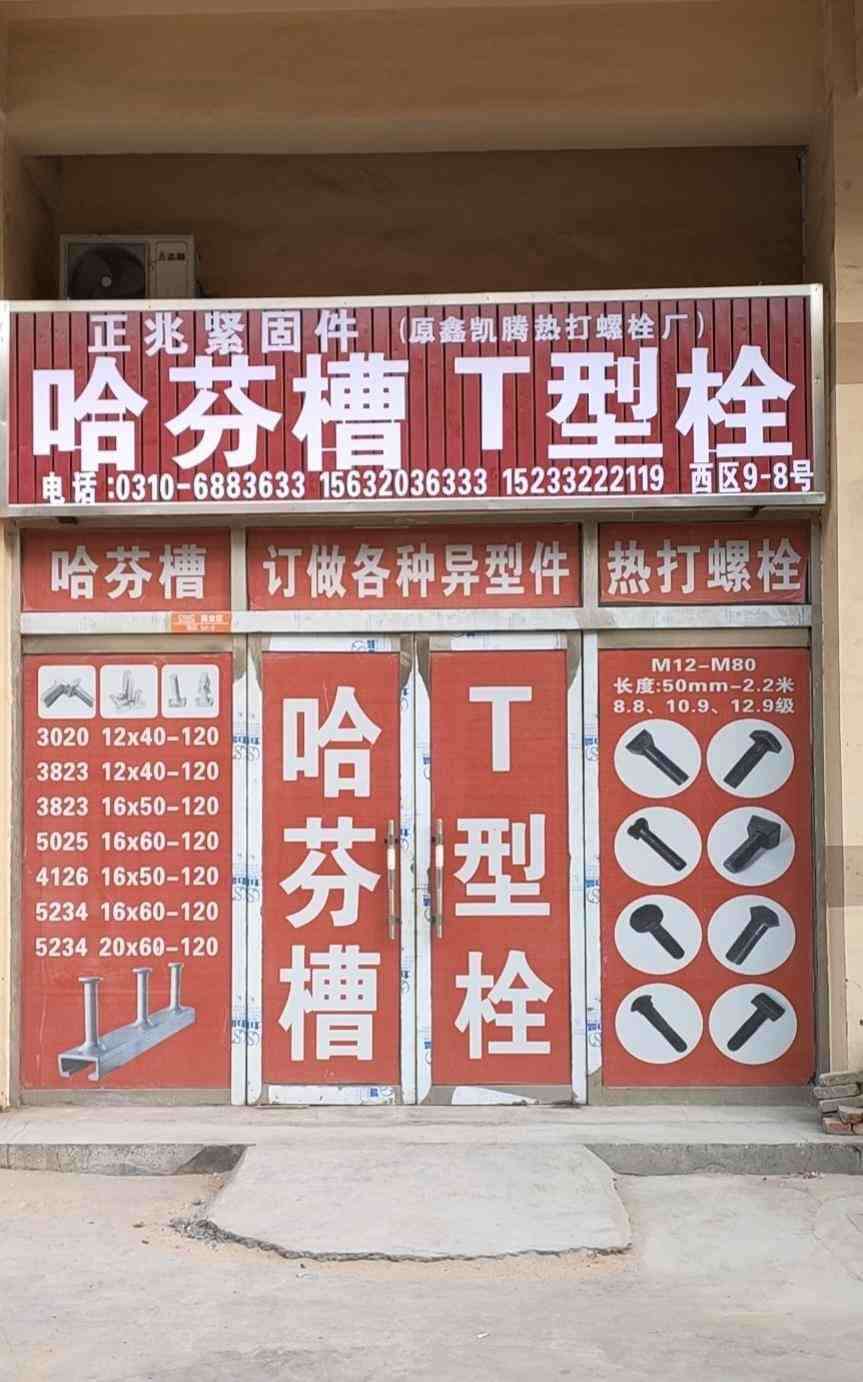 正兆紧固件 （原鑫凯腾热打螺栓厂）
哈芬槽 T型栓
电话:0310-6883633 15632036333 15233222119 西区9-8号
哈芬槽
订做各种异型件
热打螺栓
3020 12x40-120
3823 12x40-120
3823 16x50-120
5025 16x60-120
4126 16x50-120
5234 16x60-120
5234 20x60-120
哈芬槽
T型栓
M12-M80
长度:50mm-2.2米
8.8、10.9、12.9级